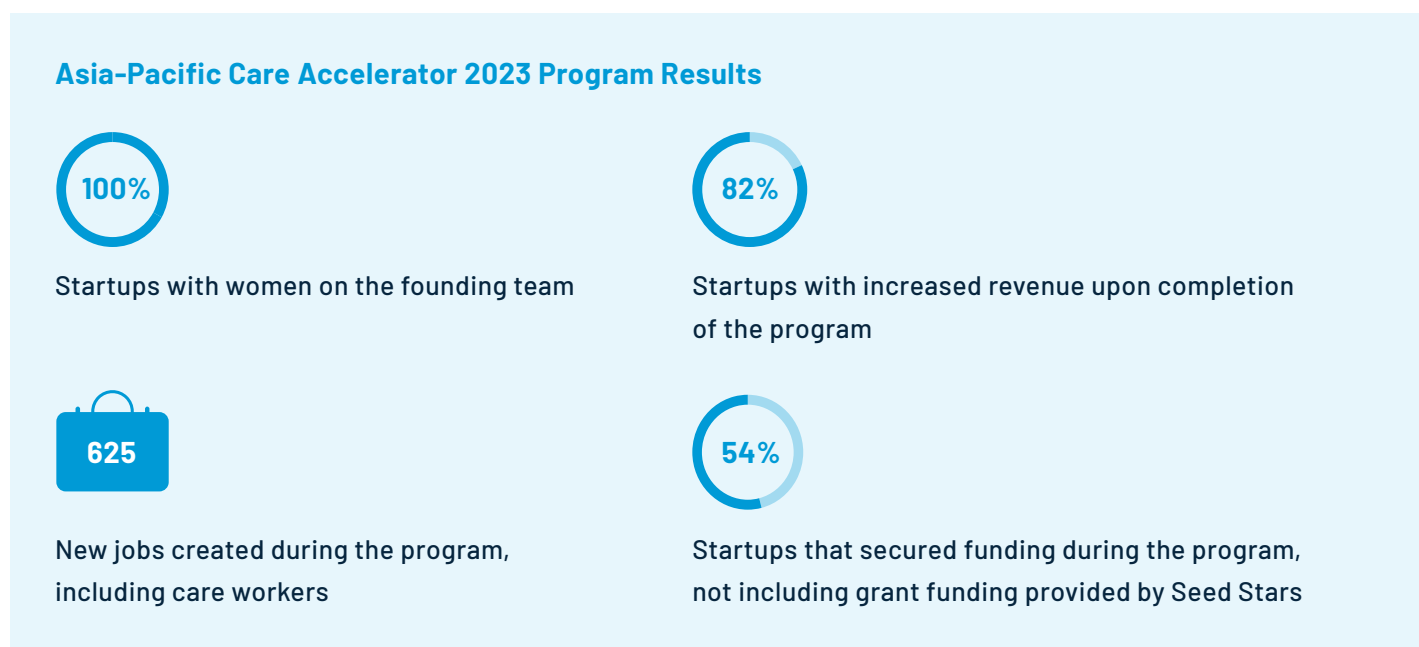 Asia-Pacific Care Accelerator 2023 Program Results
100%
Startups with women on the founding team
82%
Startups with increased revenue upon completion
of the program
625
New jobs created during the program,
including care workers
54%
Startups that secured funding during the program,
not including grant funding provided by Seed Stars